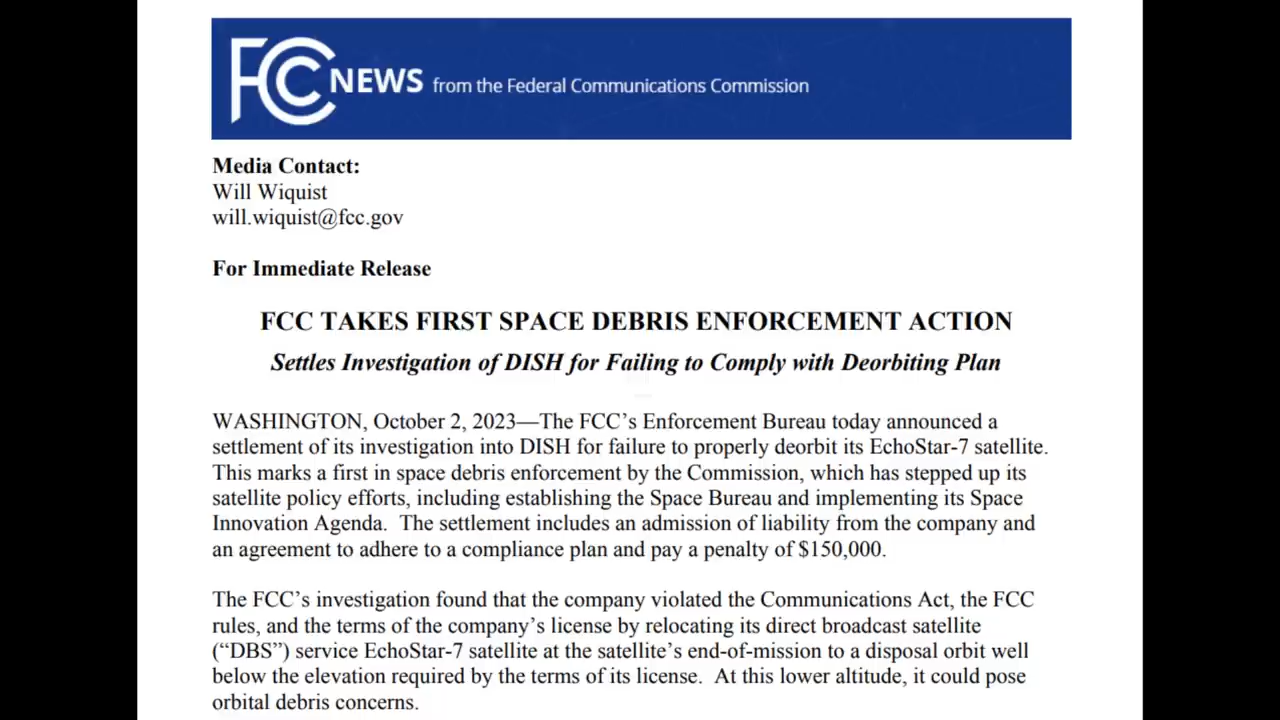 FCC NEWS from the Federal Communications Commission
Media Contact:
Will Wiquist
will.wiquist@fcc.gov
For Immediate Release
FCC TAKES FIRST SPACE DEBRIS ENFORCEMENT ACTION
Settles Investigation of DISH for Failing to Comply with Deorbiting Plan
WASHINGTON, October 2, 2023—The FCC’s Enforcement Bureau today announced a
settlement of its investigation into DISH for failure to properly deorbit its EchoStar-7 satellite.
This marks a first in space debris enforcement by the Commission, which has stepped up its
satellite policy efforts, including establishing the Space Bureau and implementing its Space
Innovation Agenda.  The settlement includes an admission of liability from the company and
an agreement to adhere to a compliance plan and pay a penalty of $150,000.
The FCC’s investigation found that the company violated the Communications Act, the FCC
rules, and the terms of the company’s license by relocating its direct broadcast satellite
(“DBS”) service EchoStar-7 satellite at the satellite’s end-of-mission to a disposal orbit well
below the elevation required by the terms of its license.  At this lower altitude, it could pose
orbital debris concerns.